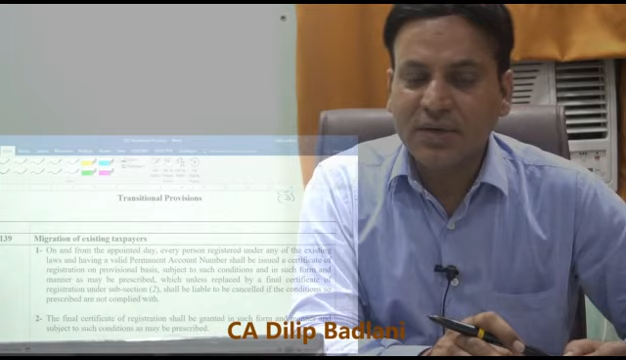 Transitional Provisions
139 Migration of existing taxpayers
1- On and from the appointed day, every person registered under any of the existing
laws and having a valid Permanent Account Number shall be issued a certificate of
registration on provisional basis, subject to such conditions and in such form and
manner as may be prescribed, which unless replaced by a final certificate of
registration under sub-section (2), shall be liable to be cancelled if the conditions so
prescribed are not complied with.
2- The final certificate of registration shall be granted in such form and
subject to such conditions as may be prescribed.
CA Dilip Badlani